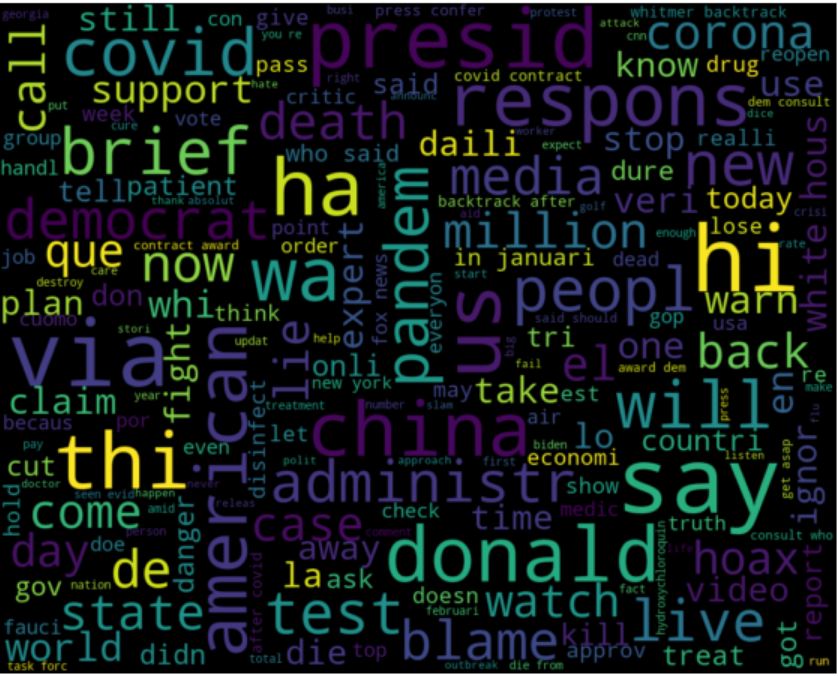 georgia
still
con
give
busi
press confer
protest
whitmer backtrack
call
covid
you re
presid
attack
cnn
corona
pass
know
drug
reopen
support
hate
right
said
covid contract
use
put
week
critic
announc
respons
dem consult
cure
vote
death
worker
dice
group
brief
who said
daili
expect
stop
realli
hous
handl
tell
patient
ha
america
pandem
media
dure
new
thank
absolut
backtrack after
veri
today
crisi
democrat
point
aid
golf
million
lose
job
que
contract award
order
expert
in januari
dead
enough
hi
rate
white
destroy
care
now
wa
fox news
start
us
peopl
plan
don
whi
think
everyon
said should
gop
usa
warn
cuomo
stori
fight
american
updat
lie
help
big
tri
one
back
via
onli
fail
el
award dem
re
claim
year
disinfect
new york
may
take
est
will
press
en
make
becaus
por
treatment
number
slam
air
flu
pay
thi
even
let
china
biden
lo
countri
cut
never
polit
approach
first
economi
listen
get asap
ignor
doctor
seen evid
happen
administr
show
say
hold
come
amid
releas
check
time
medic
truth
consult who
day
doe
person
danger
case
comment
away
donald
hydroxychloroquin
life
hoax
report
gov
nation
de
after covid
la
ask
doesn
watch
fact
video
state
test
februari
live
fauci
blame
kill
got
world
didn
die
top
approv
treat
task forc
total
outbreak
die from
run